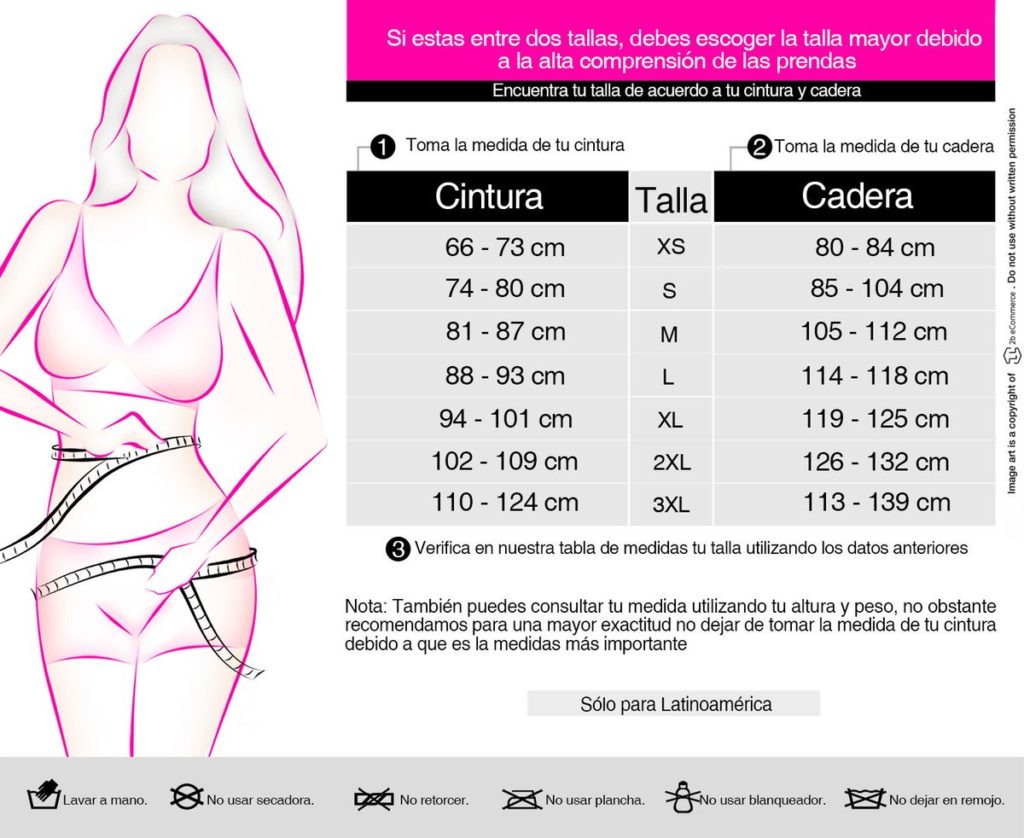 Si estas entre dos tallas, debes escoger la talla mayor debido
a la alta comprensión de las prendas
Encuentra tu talla de acuerdo a tu cintura y cadera
1 Toma la medida de tu cintura
2 Toma la medida de tu cadera
Cintura Talla Cadera
66 - 73 cm XS 80 - 84 cm
74 - 80 cm S 85 - 104 cm
81 - 87 cm M 105 - 112 cm
88 - 93 cm L 114 - 118 cm
94 - 101 cm XL 119 - 125 cm
102 - 109 cm 2XL 126 - 132 cm
110 - 124 cm 3XL 113 - 139 cm
3 Verifica en nuestra tabla de medidas tu talla utilizando los datos anteriores
Nota: También puedes consultar tu medida utilizando tu altura y peso, no obstante
recomendamos para una mayor exactitud no dejar de tomar la medida de tu cintura
debido a que es la medidas más importante
Sólo para Latinoamérica
Lavar a mano. No usar secadora. No retorcer. No usar plancha. No usar blanqueador. No dejar en remojo.
Image art is a copyright of 2b eCommerce . Do not use without written permission